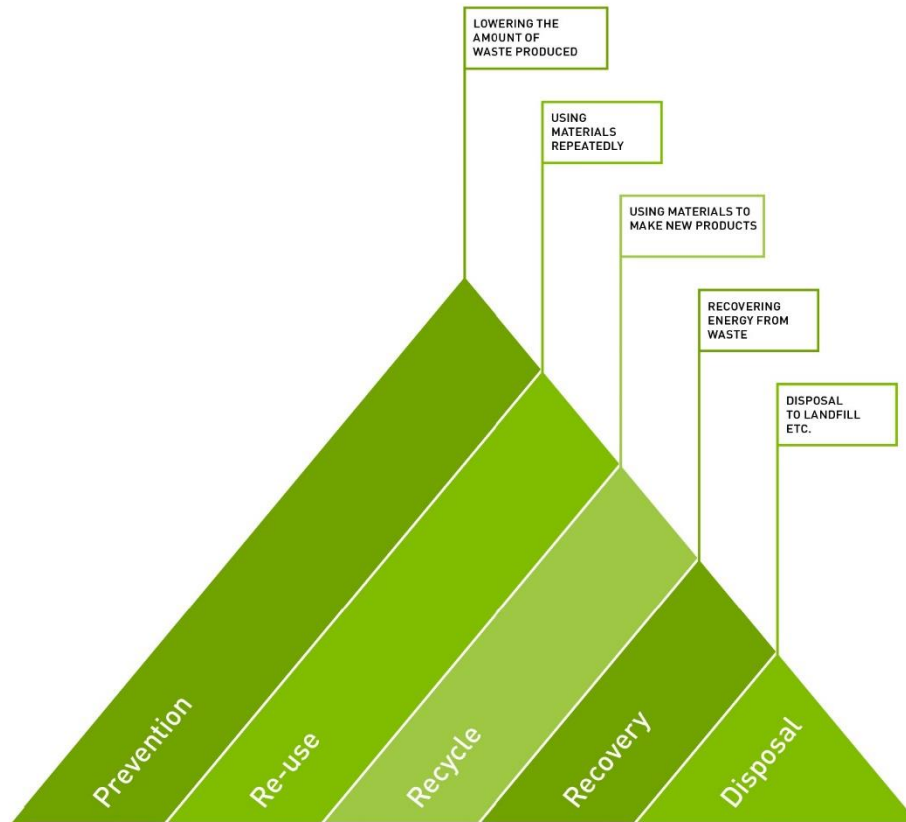 LOWERING THE
AMOUNT OF
WASTE PRODUCED
USING
MATERIALS
REPEATEDLY
USING MATERIALS TO
MAKE NEW PRODUCTS
RECOVERING
ENERGY FROM
WASTE
DISPOSAL
TO LANDFILL
ETC.
Prevention
Re-use
Recycle
Recovery
Disposal